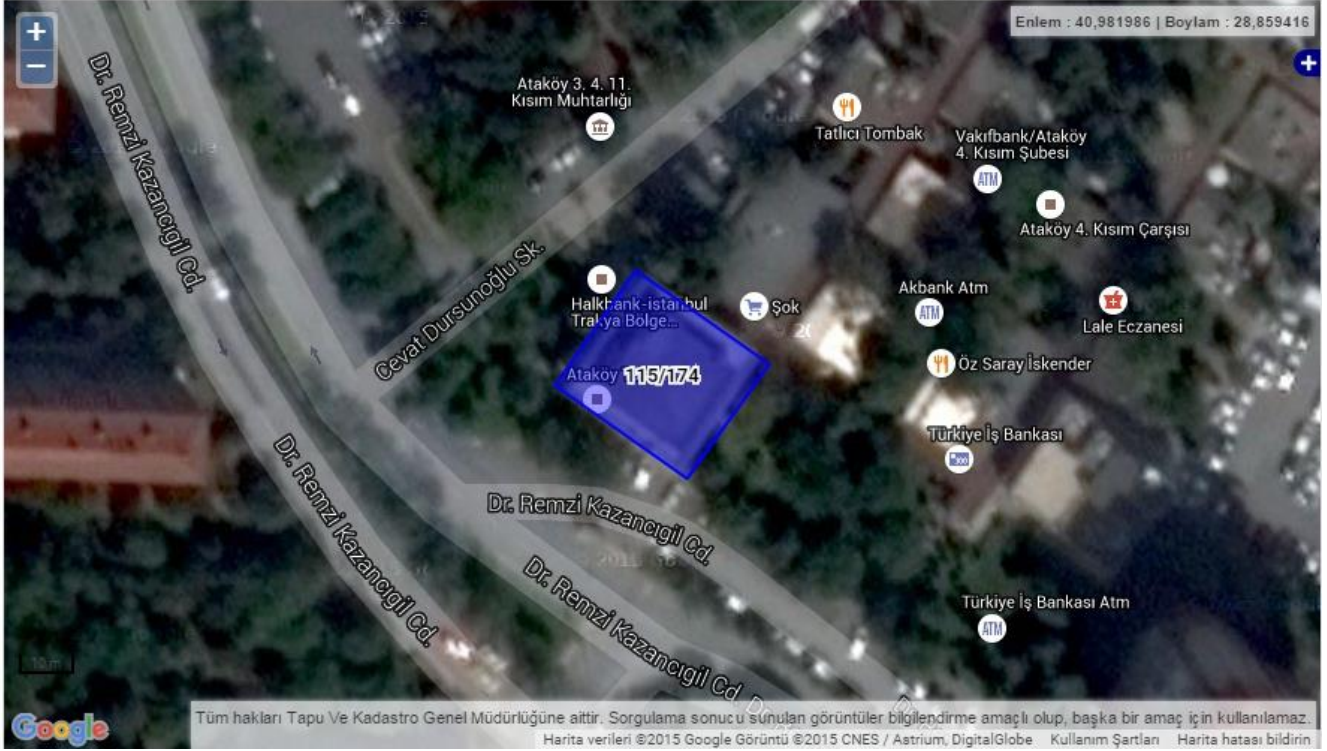 +
Enlem : 40,981986 | Boylam : 28,859416
−
+
Dr. Remzi Kazancıgil Cd.
Ataköy 3. 4. 11.
Kısım Muhtarlığı
Tatlıcı Tombak
Vakıfbank/Ataköy
4. Kısım Şubesi
ATM
Ataköy 4. Kısım Çarşısı
Cevat Dursunoğlu Sk.
Halkbank-İstanbul
Trakya Bölge...
Şok
Akbank Atm
ATM
Lale Eczanesi
Ataköy
115/174
Öz Saray İskender
Türkiye İş Bankası
Dr. Remzi Kazancıgil Cd.
Dr. Remzi Kazancıgil Cd.
Dr. Remzi Kazancıgil Cd.
Türkiye İş Bankası Atm
ATM
10 m
Google
Tüm hakları Tapu Ve Kadastro Genel Müdürlüğüne aittir. Sorgulama sonucu sunulan görüntüler bilgilendirme amaçlı olup, başka bir amaç için kullanılamaz.
Harita verileri ©2015 Google Görüntü ©2015 CNES / Astrium, DigitalGlobe Kullanım Şartları Harita hatası bildirin